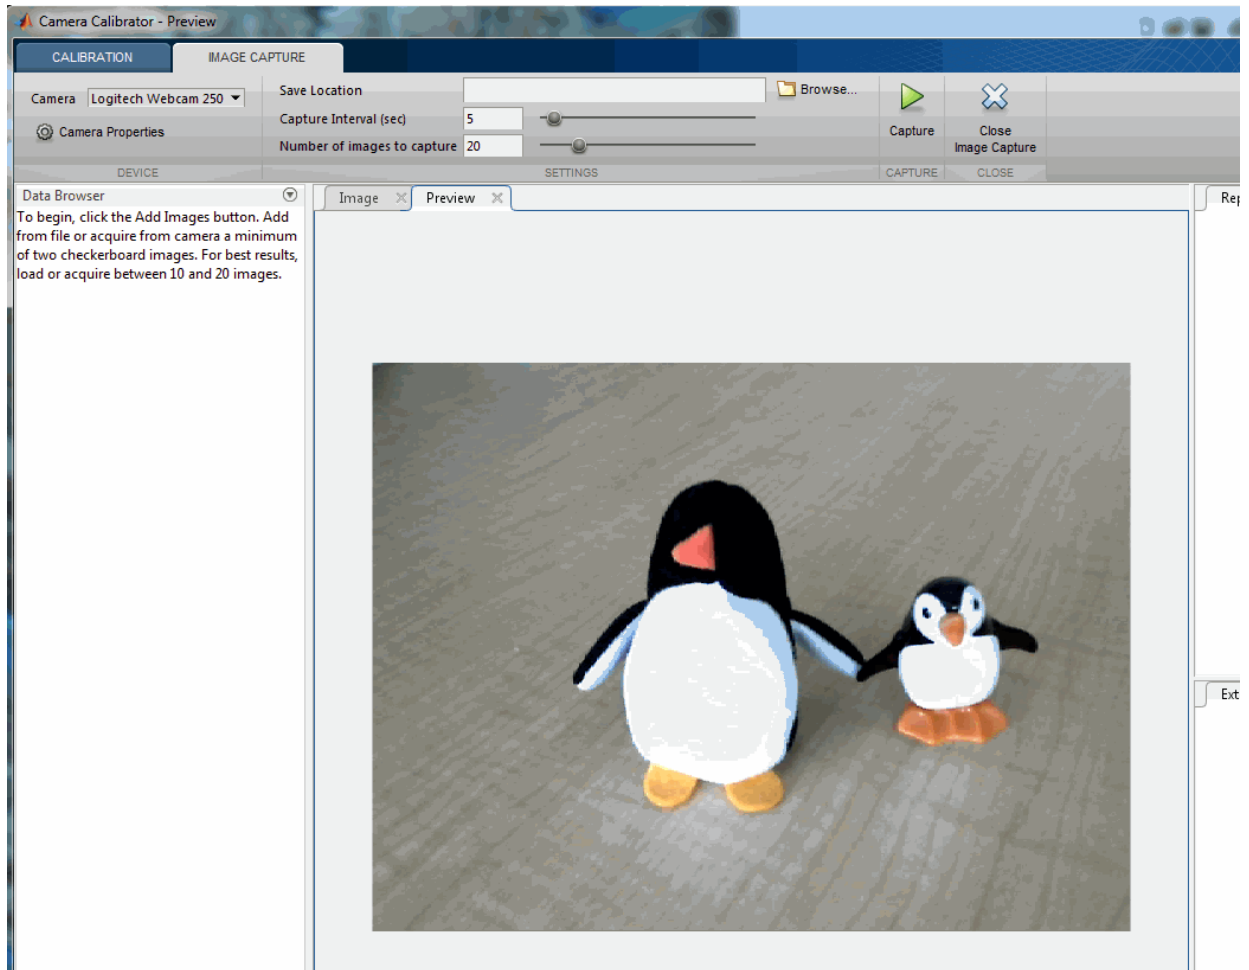 Camera Calibrator - Preview
CALIBRATION
IMAGE CAPTURE
Camera
Logitech Webcam 250
Camera Properties
DEVICE
Save Location
Browse...
Capture Interval (sec)
5
Number of images to capture
20
SETTINGS
Capture
CAPTURE
Close
Image Capture
CLOSE
Data Browser
To begin, click the Add Images button. Add
from file or acquire from camera a minimum
of two checkerboard images. For best results,
load or acquire between 10 and 20 images.
Image
Preview
Rep
Ext